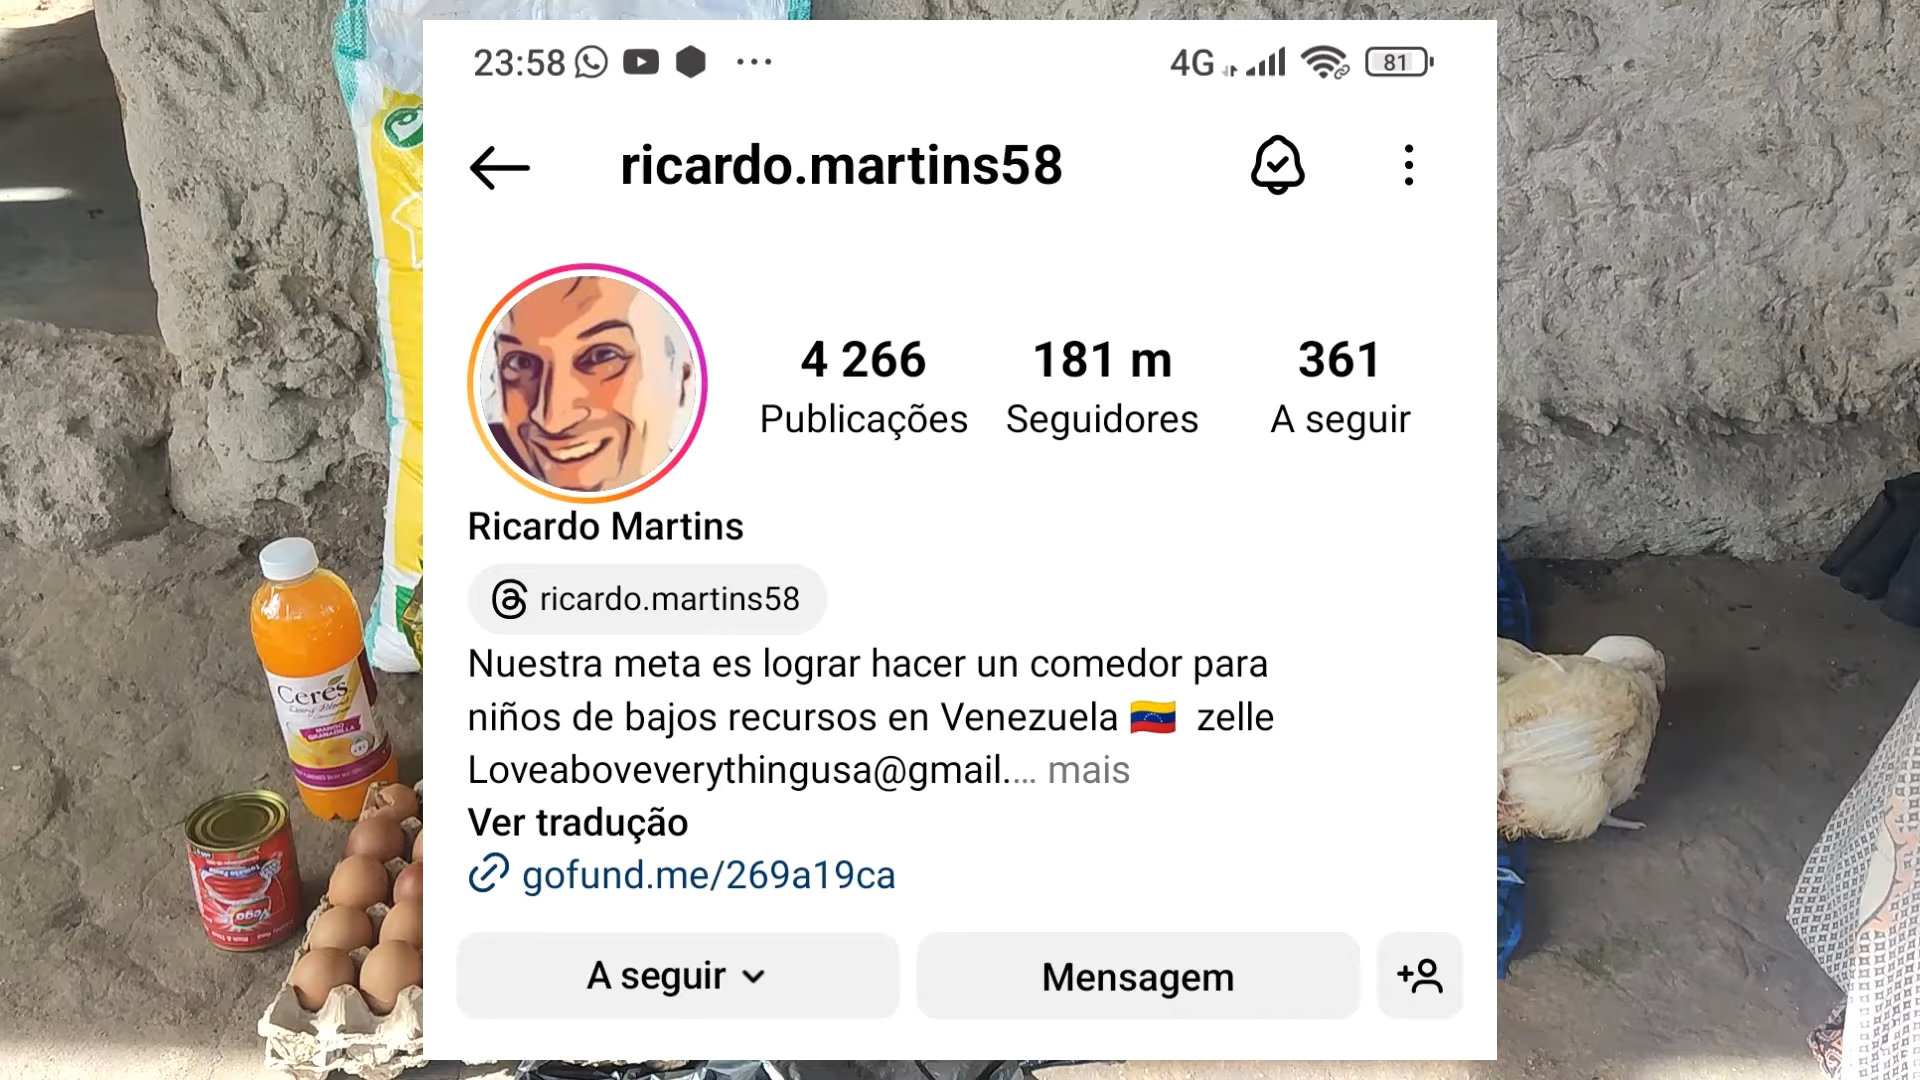 23:58
4G
81
ricardo.martins58
4 266
181 m
361
Publicações
Seguidores
A seguir
Ricardo Martins
ricardo.martins58
Nuestra meta es lograr hacer un comedor para
niños de bajos recursos en Venezuela 🇻🇪 zelle
Loveaboveverythingusa@gmail.... mais
Ver tradução
gofund.me/269a19ca
A seguir
Mensagem
Ceres
Vega